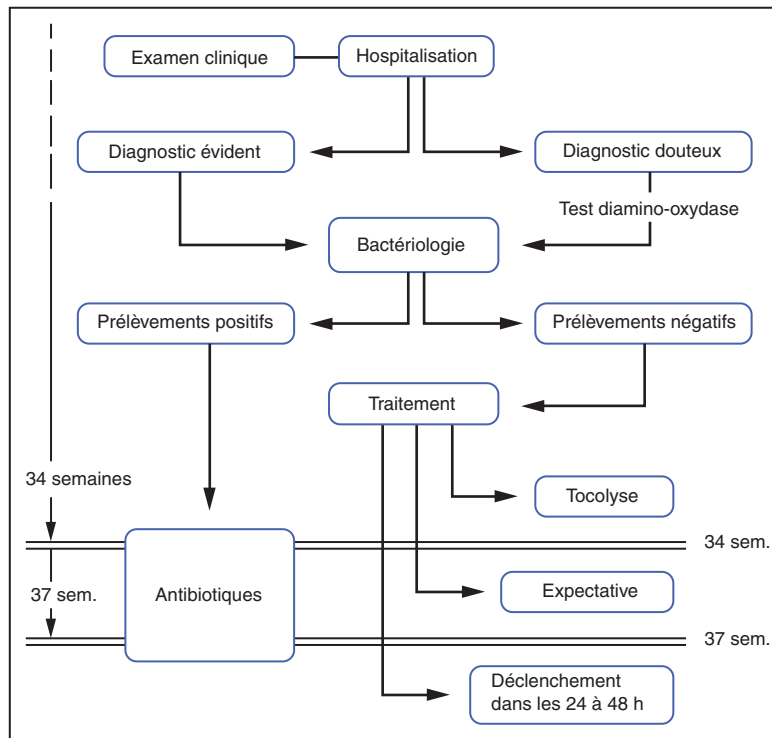 Examen clinique
Hospitalisation
Diagnostic évident
Diagnostic douteux
Test diamino-oxydase
Bactériologie
Prélèvements positifs
Prélèvements négatifs
Traitement
34 semaines
Tocolyse
34 sem.
37 sem.
Antibiotiques
Expectative
37 sem.
Déclenchement
dans les 24 à 48 h